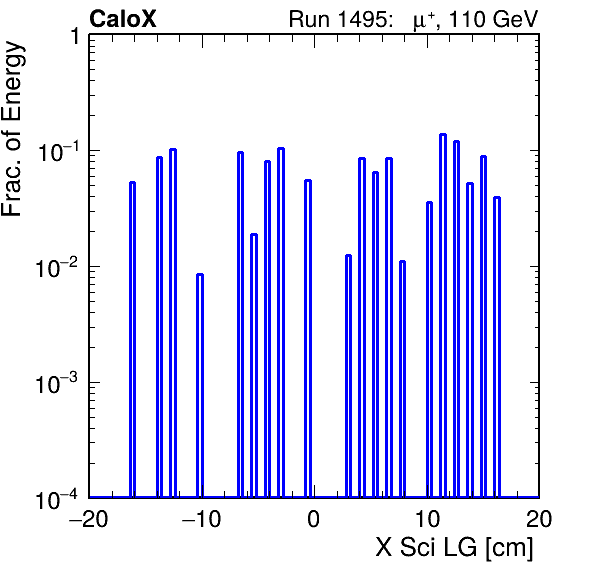 CaloX Run 1495: μ⁺, 110 GeV
Frac. of Energy
1
10⁻¹
10⁻²
10⁻³
10⁻⁴
−20 −10 0 10 20
X Sci LG [cm]